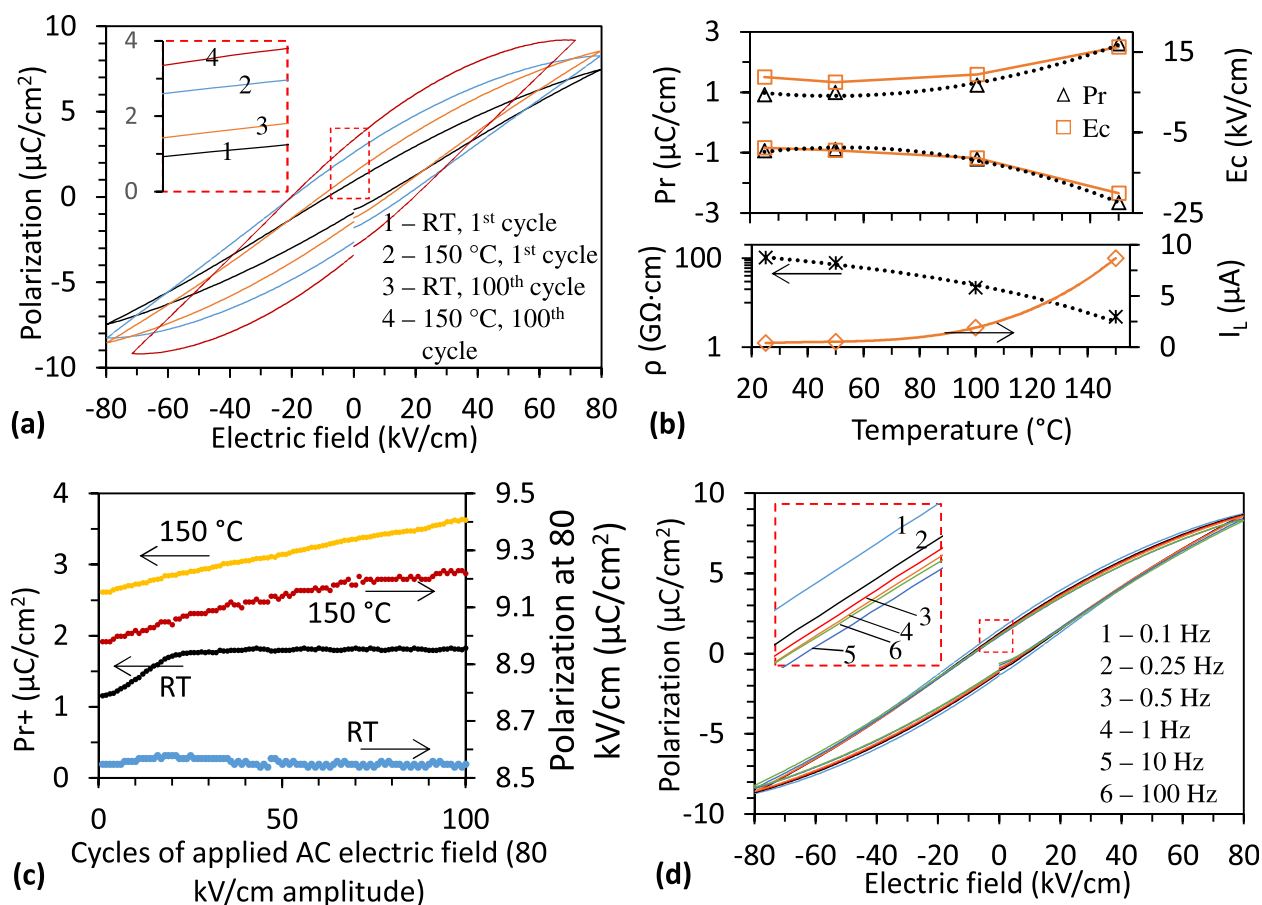 (a)
Polarization (µC/cm²)
10
5
0
-5
-10
4
2
0
4
2
3
1
1 – RT, 1st cycle
2 – 150 °C, 1st cycle
3 – RT, 100th cycle
4 – 150 °C, 100th
cycle
-80 -60 -40 -20 0 20 40 60 80
Electric field (kV/cm)
(b)
Pr (µC/cm)
3
1
-1
-3
Pr
Ec
15
-5
-25
Ec (kV/cm)
ρ (GΩ·cm)
100
1
10
5
0
IL (µA)
20 40 60 80 100 120 140
Temperature (°C)
(c)
Pr+ (µC/cm²)
4
3
2
1
0
150 °C
150 °C
RT
RT
9.5
9.3
9.1
8.9
8.7
8.5
Polarization at 80
kV/cm (µC/cm²)
0 50 100
Cycles of applied AC electric field (80
kV/cm amplitude)
(d)
Polarization (µC/cm²)
10
5
0
-5
-10
1
2
3
4
6
5
1 – 0.1 Hz
2 – 0.25 Hz
3 – 0.5 Hz
4 – 1 Hz
5 – 10 Hz
6 – 100 Hz
-80 -60 -40 -20 0 20 40 60 80
Electric field (kV/cm)